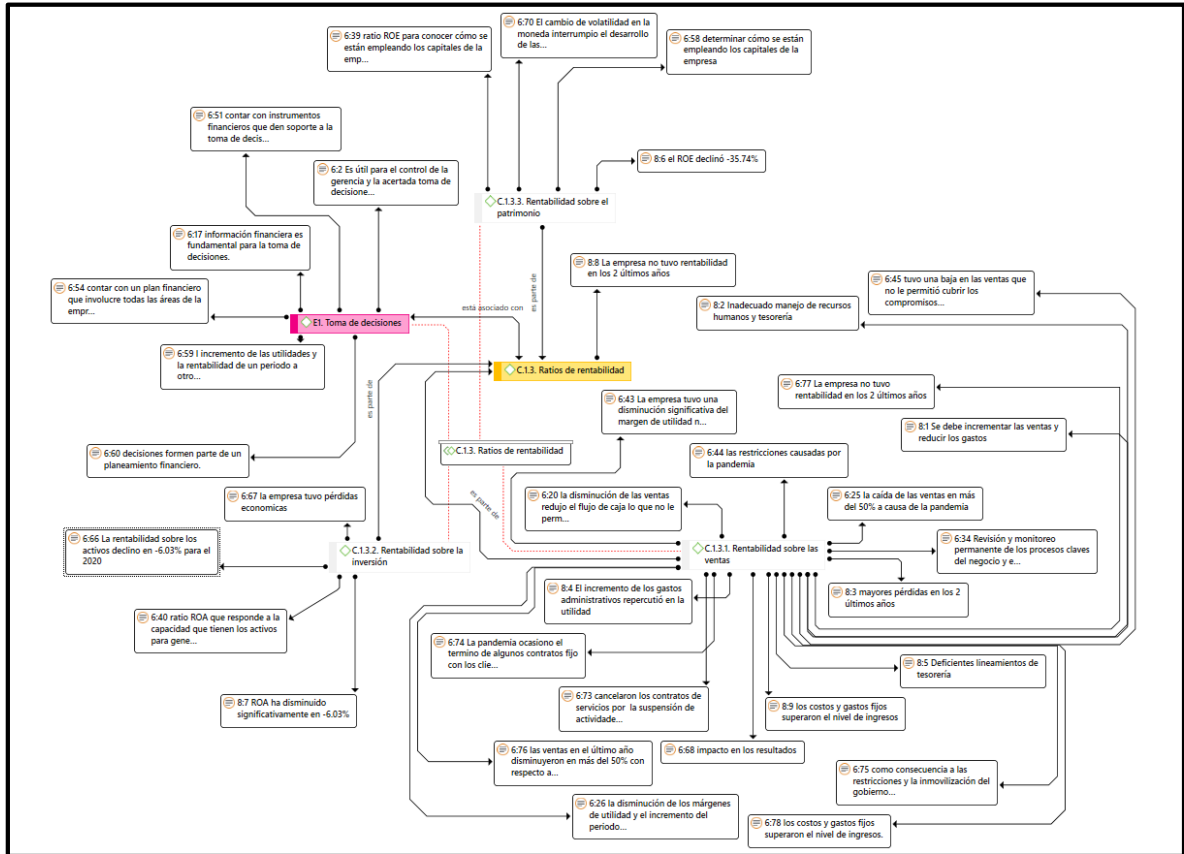 6:39 ratio ROE para conocer cómo se
están empleando los capitales de la
emp...
6:70 El cambio de volatilidad en la
moneda interrumpio el desarrollo
de las...
6:58 determinar cómo se están
empleando los capitales de la
empresa
6:51 contar con instrumentos
financieros que den soporte a la
toma de decis...
6:2 Es útil para el control de la
gerencia y la acertada toma de
decisione...
8:6 el ROE declinó -35.74%
C.1.3.3. Rentabilidad sobre el
patrimonio
6:17 información financiera es
fundamental para la toma de
decisiones.
8:8 La empresa no tuvo rentabilidad
en los 2 últimos años
6:45 tuvo una baja en las ventas que
no le permitió cubrir los
compromisos...
6:54 contar con un plan financiero
que involucre todas las áreas de la
empr...
8:2 Inadecuado manejo de recursos
humanos y tesorería
está asociado con
es parte de
E1. Toma de decisiones
6:59 l incremento de las utilidades y
la rentabilidad de un periodo a
otro...
C.1.3. Ratios de rentabilidad
es parte de
6:77 La empresa no tuvo
rentabilidad en los 2 últimos años
6:43 La empresa tuvo una
disminución significativa del
margen de utilidad n...
8:1 Se debe incrementar las ventas y
reducir los gastos
6:60 decisiones formen parte de un
planeamiento financiero.
C.1.3. Ratios de rentabilidad
6:44 las restricciones causadas por
la pandemia
es parte de
6:67 la empresa tuvo pérdidas
economicas
6:20 la disminución de las ventas
redujo el flujo de caja lo que no le
perm...
6:25 la caída de las ventas en más
del 50% a causa de la pandemia
6:66 La rentabilidad sobre los
activos declino en -6.03% para el
2020
C.1.3.2. Rentabilidad sobre la
inversión
C.1.3.1. Rentabilidad sobre las
ventas
6:34 Revisión y monitoreo
permanente de los procesos claves
del negocio y e...
8:4 El incremento de los gastos
administrativos repercutió en la
utilidad
8:3 mayores pérdidas en los 2
últimos años
6:40 ratio ROA que responde a la
capacidad que tienen los activos
para gene...
6:74 La pandemia ocasiono el
termino de algunos contratos fijo
con los clie...
8:5 Deficientes lineamientos de
tesorería
6:73 cancelaron los contratos de
servicios por la suspensión de
actividade...
8:7 ROA ha disminuido
significativamente en -6.03%
8:9 los costos y gastos fijos
superaron el nivel de ingresos
6:76 las ventas en el último año
disminuyeron en más del 50% con
respecto a...
6:68 impacto en los resultados
6:75 como consecuencia a las
restricciones y la inmovilización del
gobierno...
6:26 la disminución de los márgenes
de utilidad y el incremento del
periodo...
6:78 los costos y gastos fijos
superaron el nivel de ingresos.